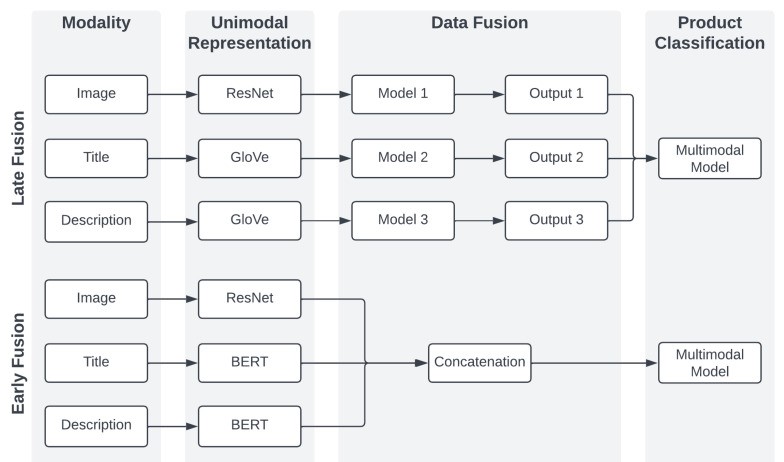 Modality
Unimodal
Representation
Data Fusion
Product
Classification
Late Fusion
Image
ResNet
Model 1
Output 1
Title
GloVe
Model 2
Output 2
Multimodal
Model
Description
GloVe
Model 3
Output 3
Early Fusion
Image
ResNet
Title
BERT
Concatenation
Multimodal
Model
Description
BERT